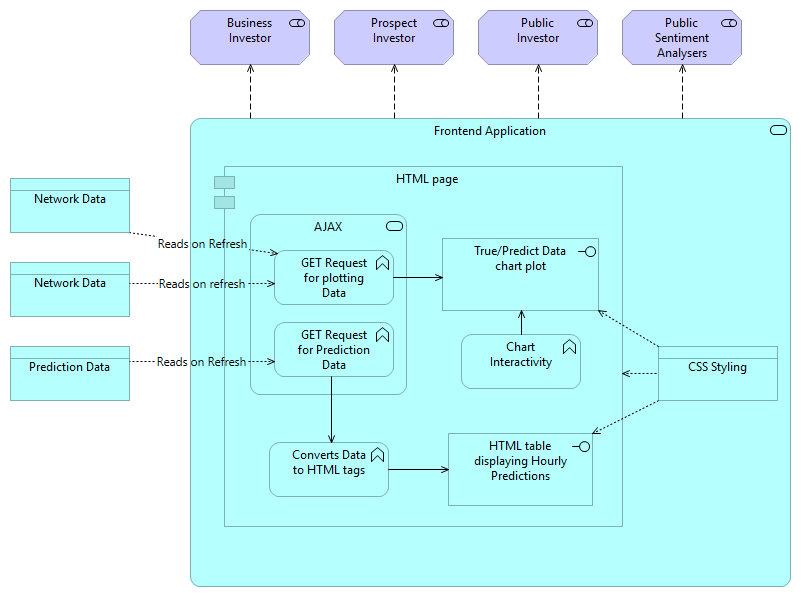 Business
Investor
Prospect
Investor
Public
Investor
Public
Sentiment
Analysers
Frontend Application
HTML page
Network Data
AJAX
Reads on Refresh
GET Request
for plotting
Data
True/Predict Data
chart plot
Network Data
Reads on refresh
GET Request
for Prediction
Data
Chart
Interactivity
Prediction Data
Reads on Refresh
CSS Styling
Converts Data
to HTML tags
HTML table
displaying Hourly
Predictions